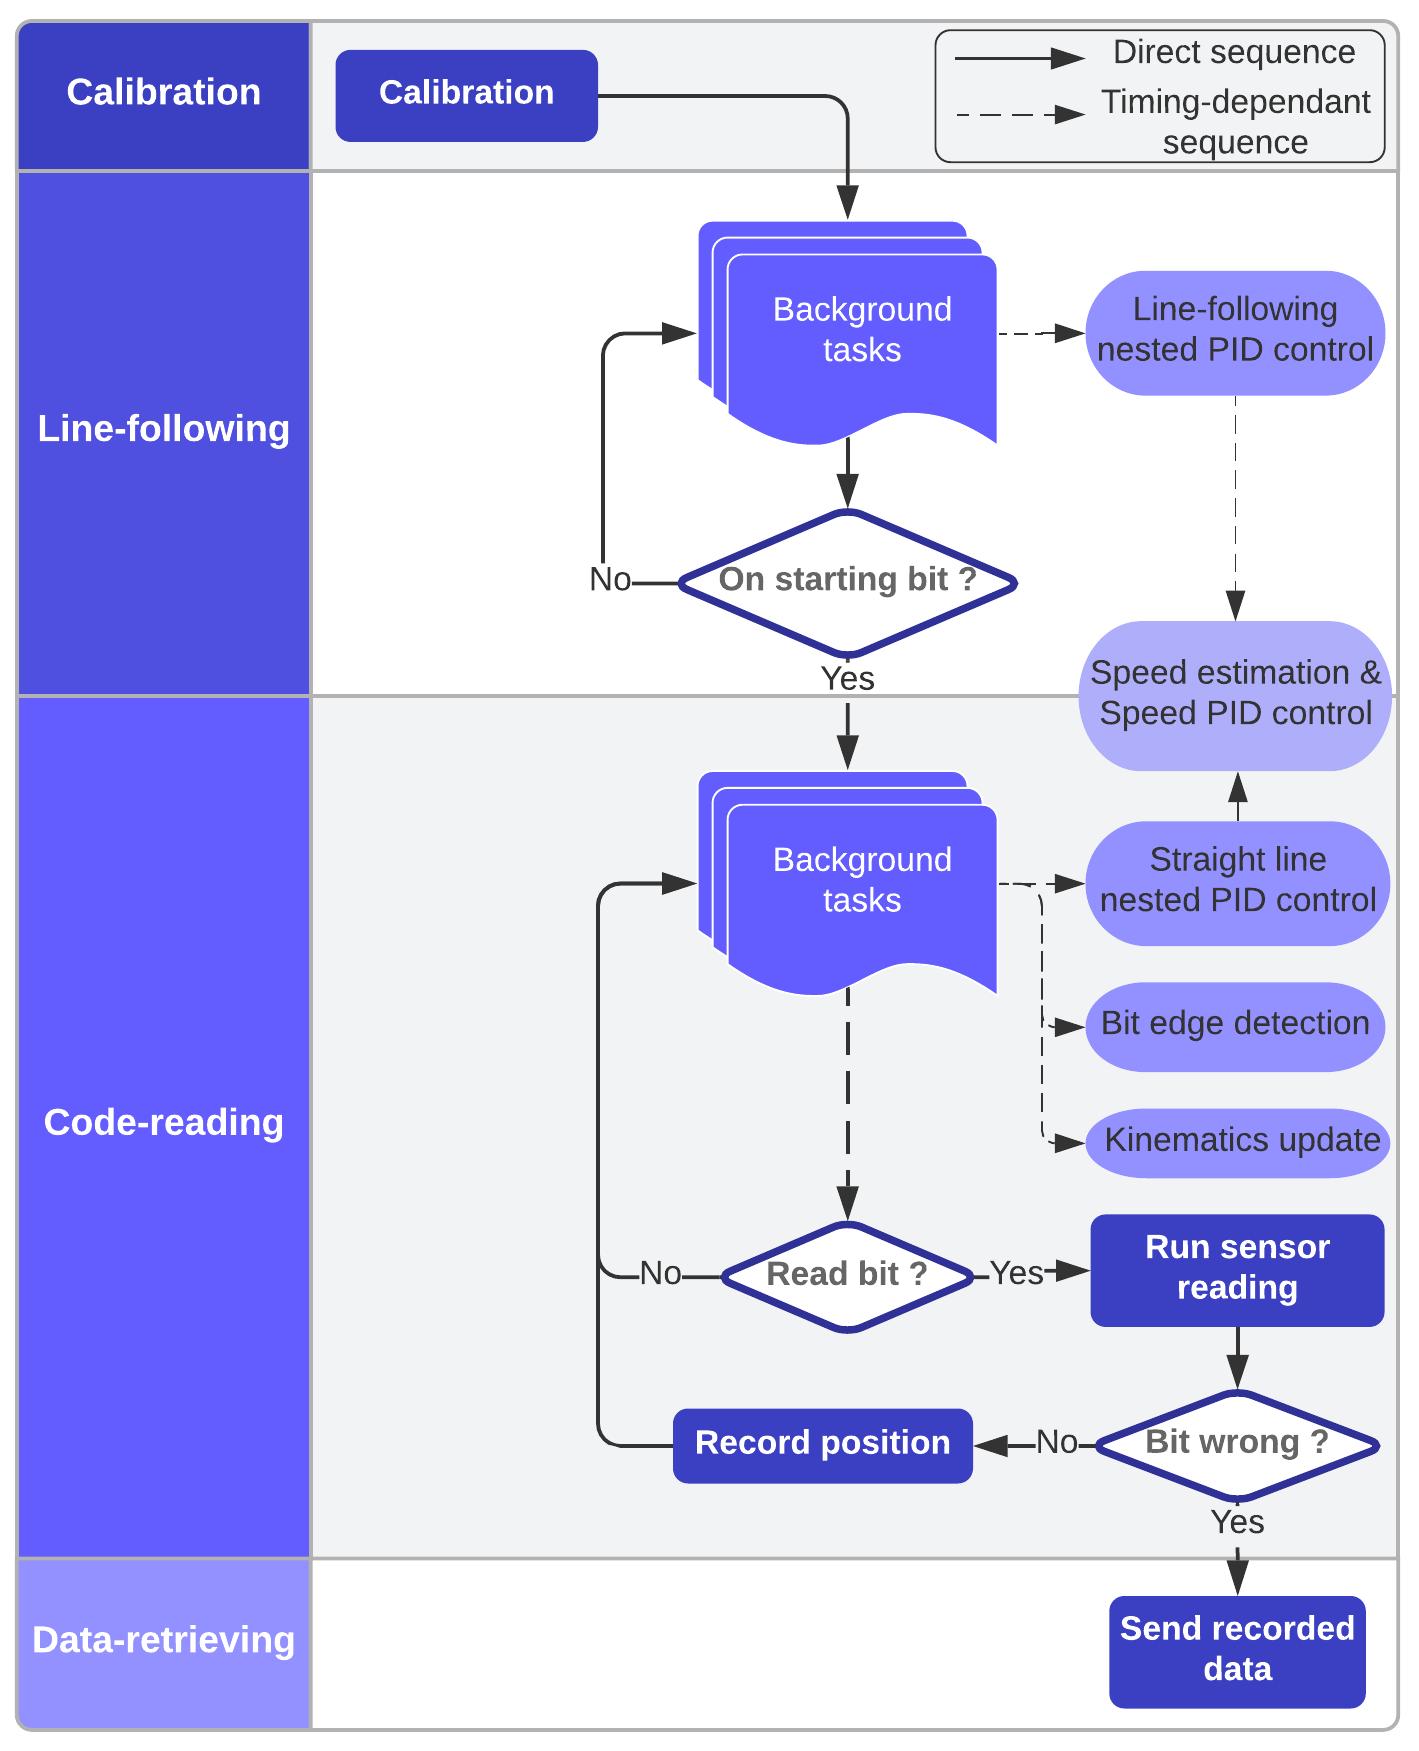 Calibration
Calibration
Direct sequence
Timing-dependant
sequence
Line-following
Background
tasks
Line-following
nested PID control
On starting bit ?
No
Yes
Speed estimation &
Speed PID control
Code-reading
Background
tasks
Straight line
nested PID control
Bit edge detection
Kinematics update
Read bit ?
No
Yes
Run sensor
reading
Bit wrong ?
No
Record position
Yes
Data-retrieving
Send recorded
data